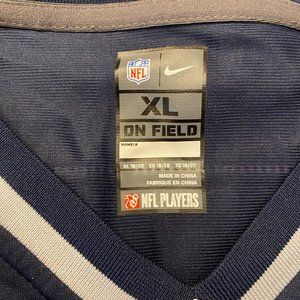 NFL
XL
ON FIELD
NAME/#
XL 18/20 EG 18/20 TG 18/20
MADE IN CHINA
FABRIQUÉ EN CHINE
NFL PLAYERS